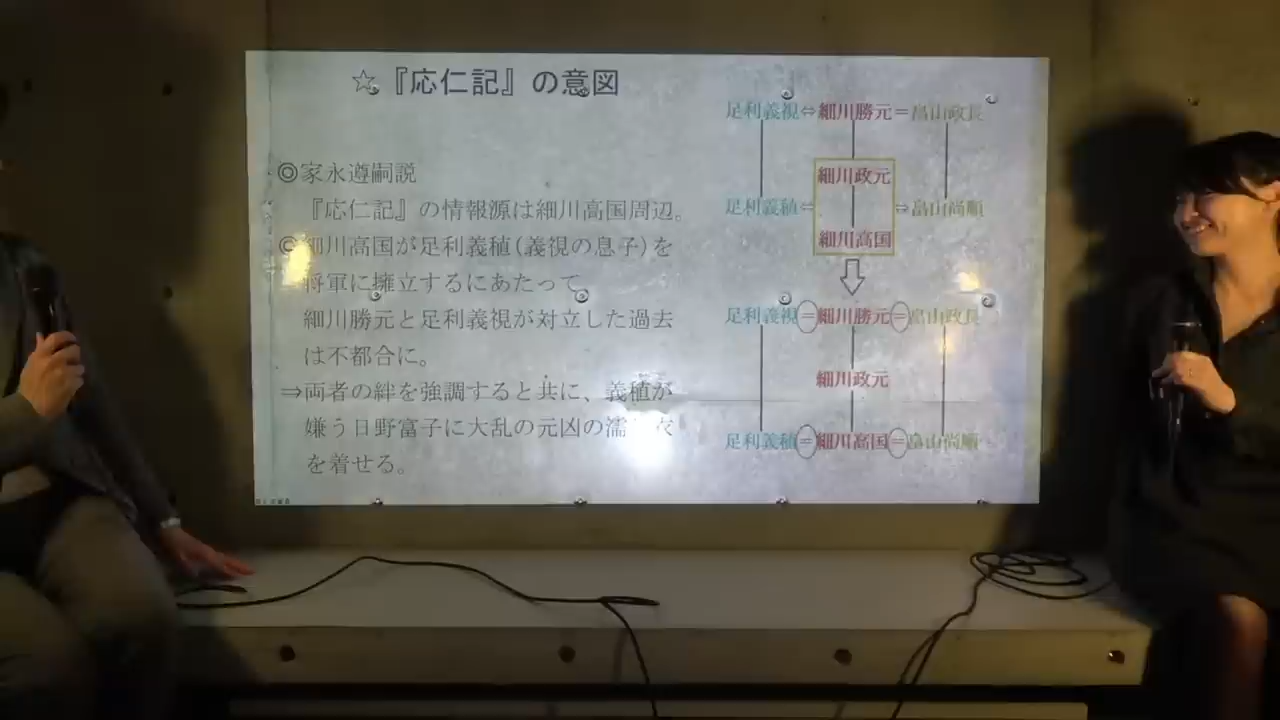 ☆『応仁記』の意図
◎家永遵嗣説
『応仁記』の情報源は細川高国周辺。
◎細川高国が足利義稙(義視の息子)を
将軍に擁立するにあたって、
細川勝元と足利義視が対立した過去
は不都合に。
⇒両者の絆を強調すると共に、義稙が
嫌う日野富子に大乱の元凶の濡 衣
を着せる。
足利義視⇔細川勝元=畠山政長
細川政元
足利義稙⇔ ⇔畠山尚順
細川高国
足利義視=細川勝元=畠山政長
細川政元
足利義稙=細川高国=畠山尚順